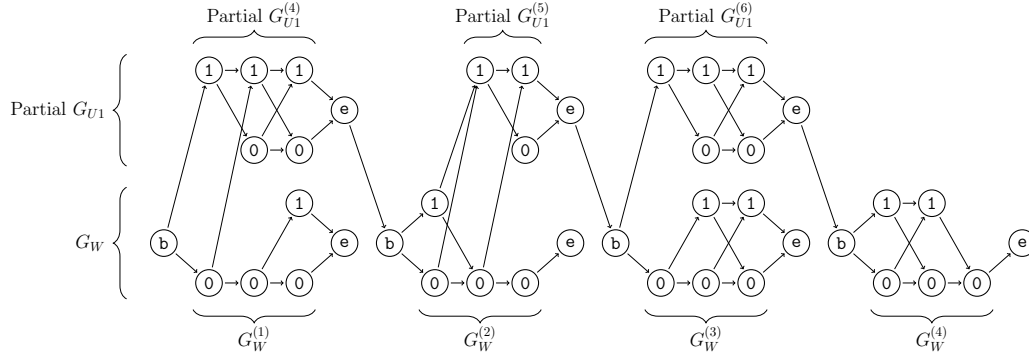 Partial $G_{U1}^{(4)}$ Partial $G_{U1}^{(5)}$ Partial $G_{U1}^{(6)}$
1 1 1 1 1 1 1 1
Partial $G_{U1}$ e e e
0 0 0 0 0
1 1 1 1 1 1
$G_W$ b e b e b e b e
0 0 0 0 0 0 0 0 0 0 0 0
$G_W^{(1)}$ $G_W^{(2)}$ $G_W^{(3)}$ $G_W^{(4)}$